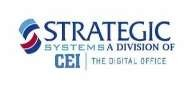 STRATEGIC
SYSTEMS A DIVISION OF
CEI THE DIGITAL OFFICE